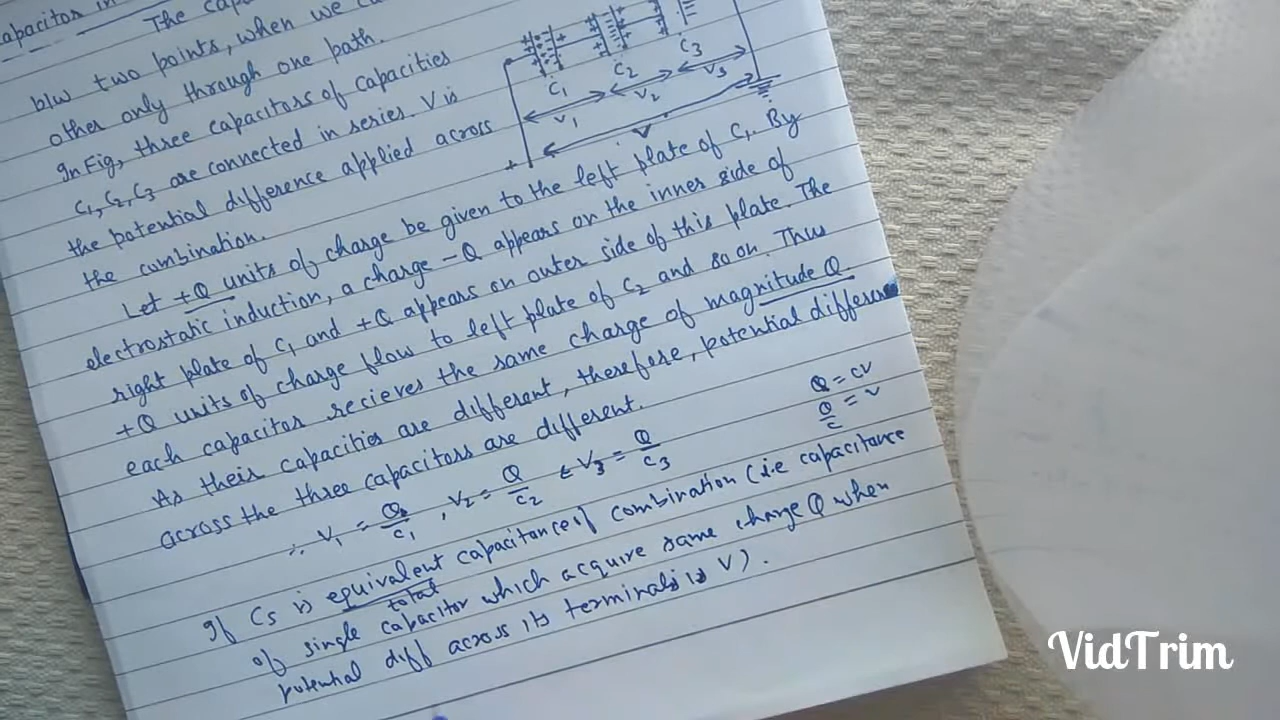 apacitor in
The capa
b/w two points, when we c
other only through one path.
In Fig, three capacitors of capacities
C1, C2, C3 are connected in series. V is
the potential difference applied across
the combination.
C1 C2 C3
V1 V2 V3
V
+
Let +Q units of charge be given to the left plate of C1. By
electrostatic induction, a charge -Q appears on the inner side of
right plate of C1 and +Q appears on outer side of this plate. The
+Q units of charge flow to left plate of C2 and so on. Thus
each capacitor recieves the same charge of magnitude Q.
As their capacities are different, therefore, potential differen
across the three capacitors are different.
∴ V1 = Q/C1, V2 = Q/C2 & V3 = Q/C3
Q = CV
Q/C = V
If Cs is equivalent capacitance of combination (i.e capacitance
total
of single capacitor which acquire same charge Q when
potential diff across its terminals is V).
VidTrim